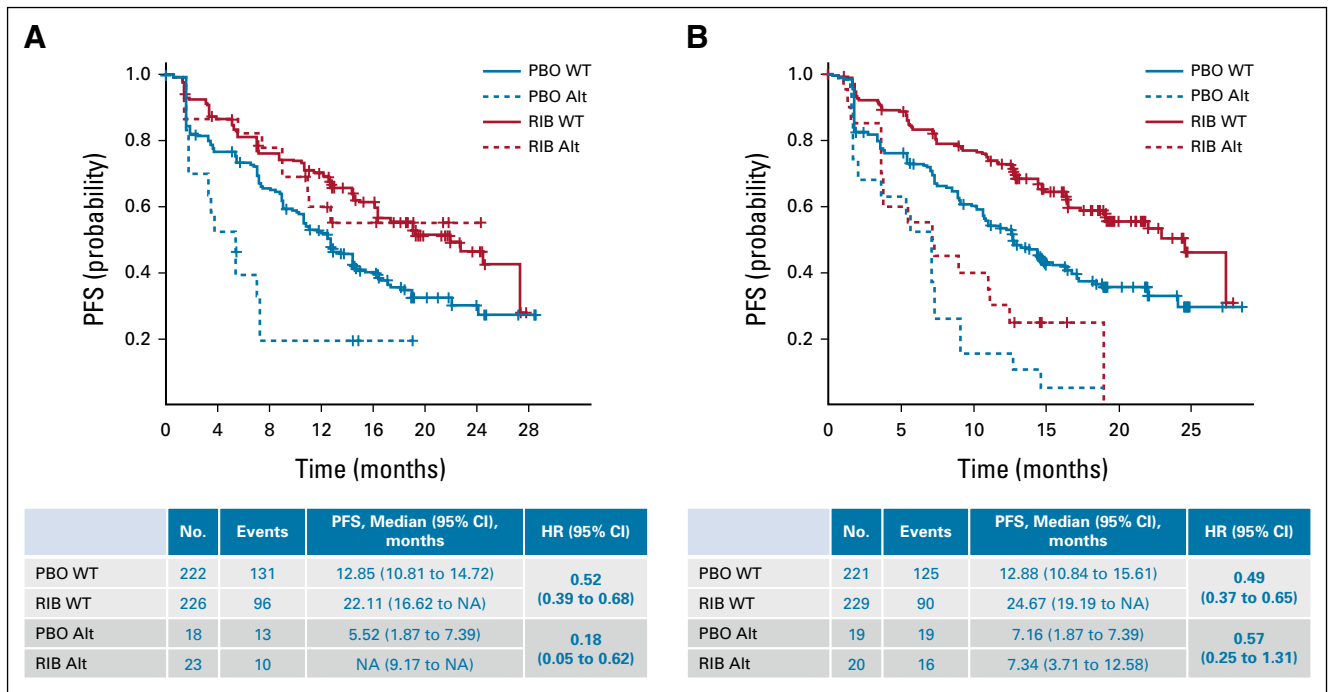 A
1.0
0.8
0.6
0.4
0.2
PFS (probability)
PBO WT
PBO Alt
RIB WT
RIB Alt
0 4 8 12 16 20 24 28
Time (months)
No. Events PFS, Median (95% CI), months HR (95% CI)
PBO WT 222 131 12.85 (10.81 to 14.72) 0.52 (0.39 to 0.68)
RIB WT 226 96 22.11 (16.62 to NA)
PBO Alt 18 13 5.52 (1.87 to 7.39) 0.18 (0.05 to 0.62)
RIB Alt 23 10 NA (9.17 to NA)
B
1.0
0.8
0.6
0.4
0.2
PFS (probability)
PBO WT
PBO Alt
RIB WT
RIB Alt
0 5 10 15 20 25
Time (months)
No. Events PFS, Median (95% CI), months HR (95% CI)
PBO WT 221 125 12.88 (10.84 to 15.61) 0.49 (0.37 to 0.65)
RIB WT 229 90 24.67 (19.19 to NA)
PBO Alt 19 19 7.16 (1.87 to 7.39) 0.57 (0.25 to 1.31)
RIB Alt 20 16 7.34 (3.71 to 12.58)